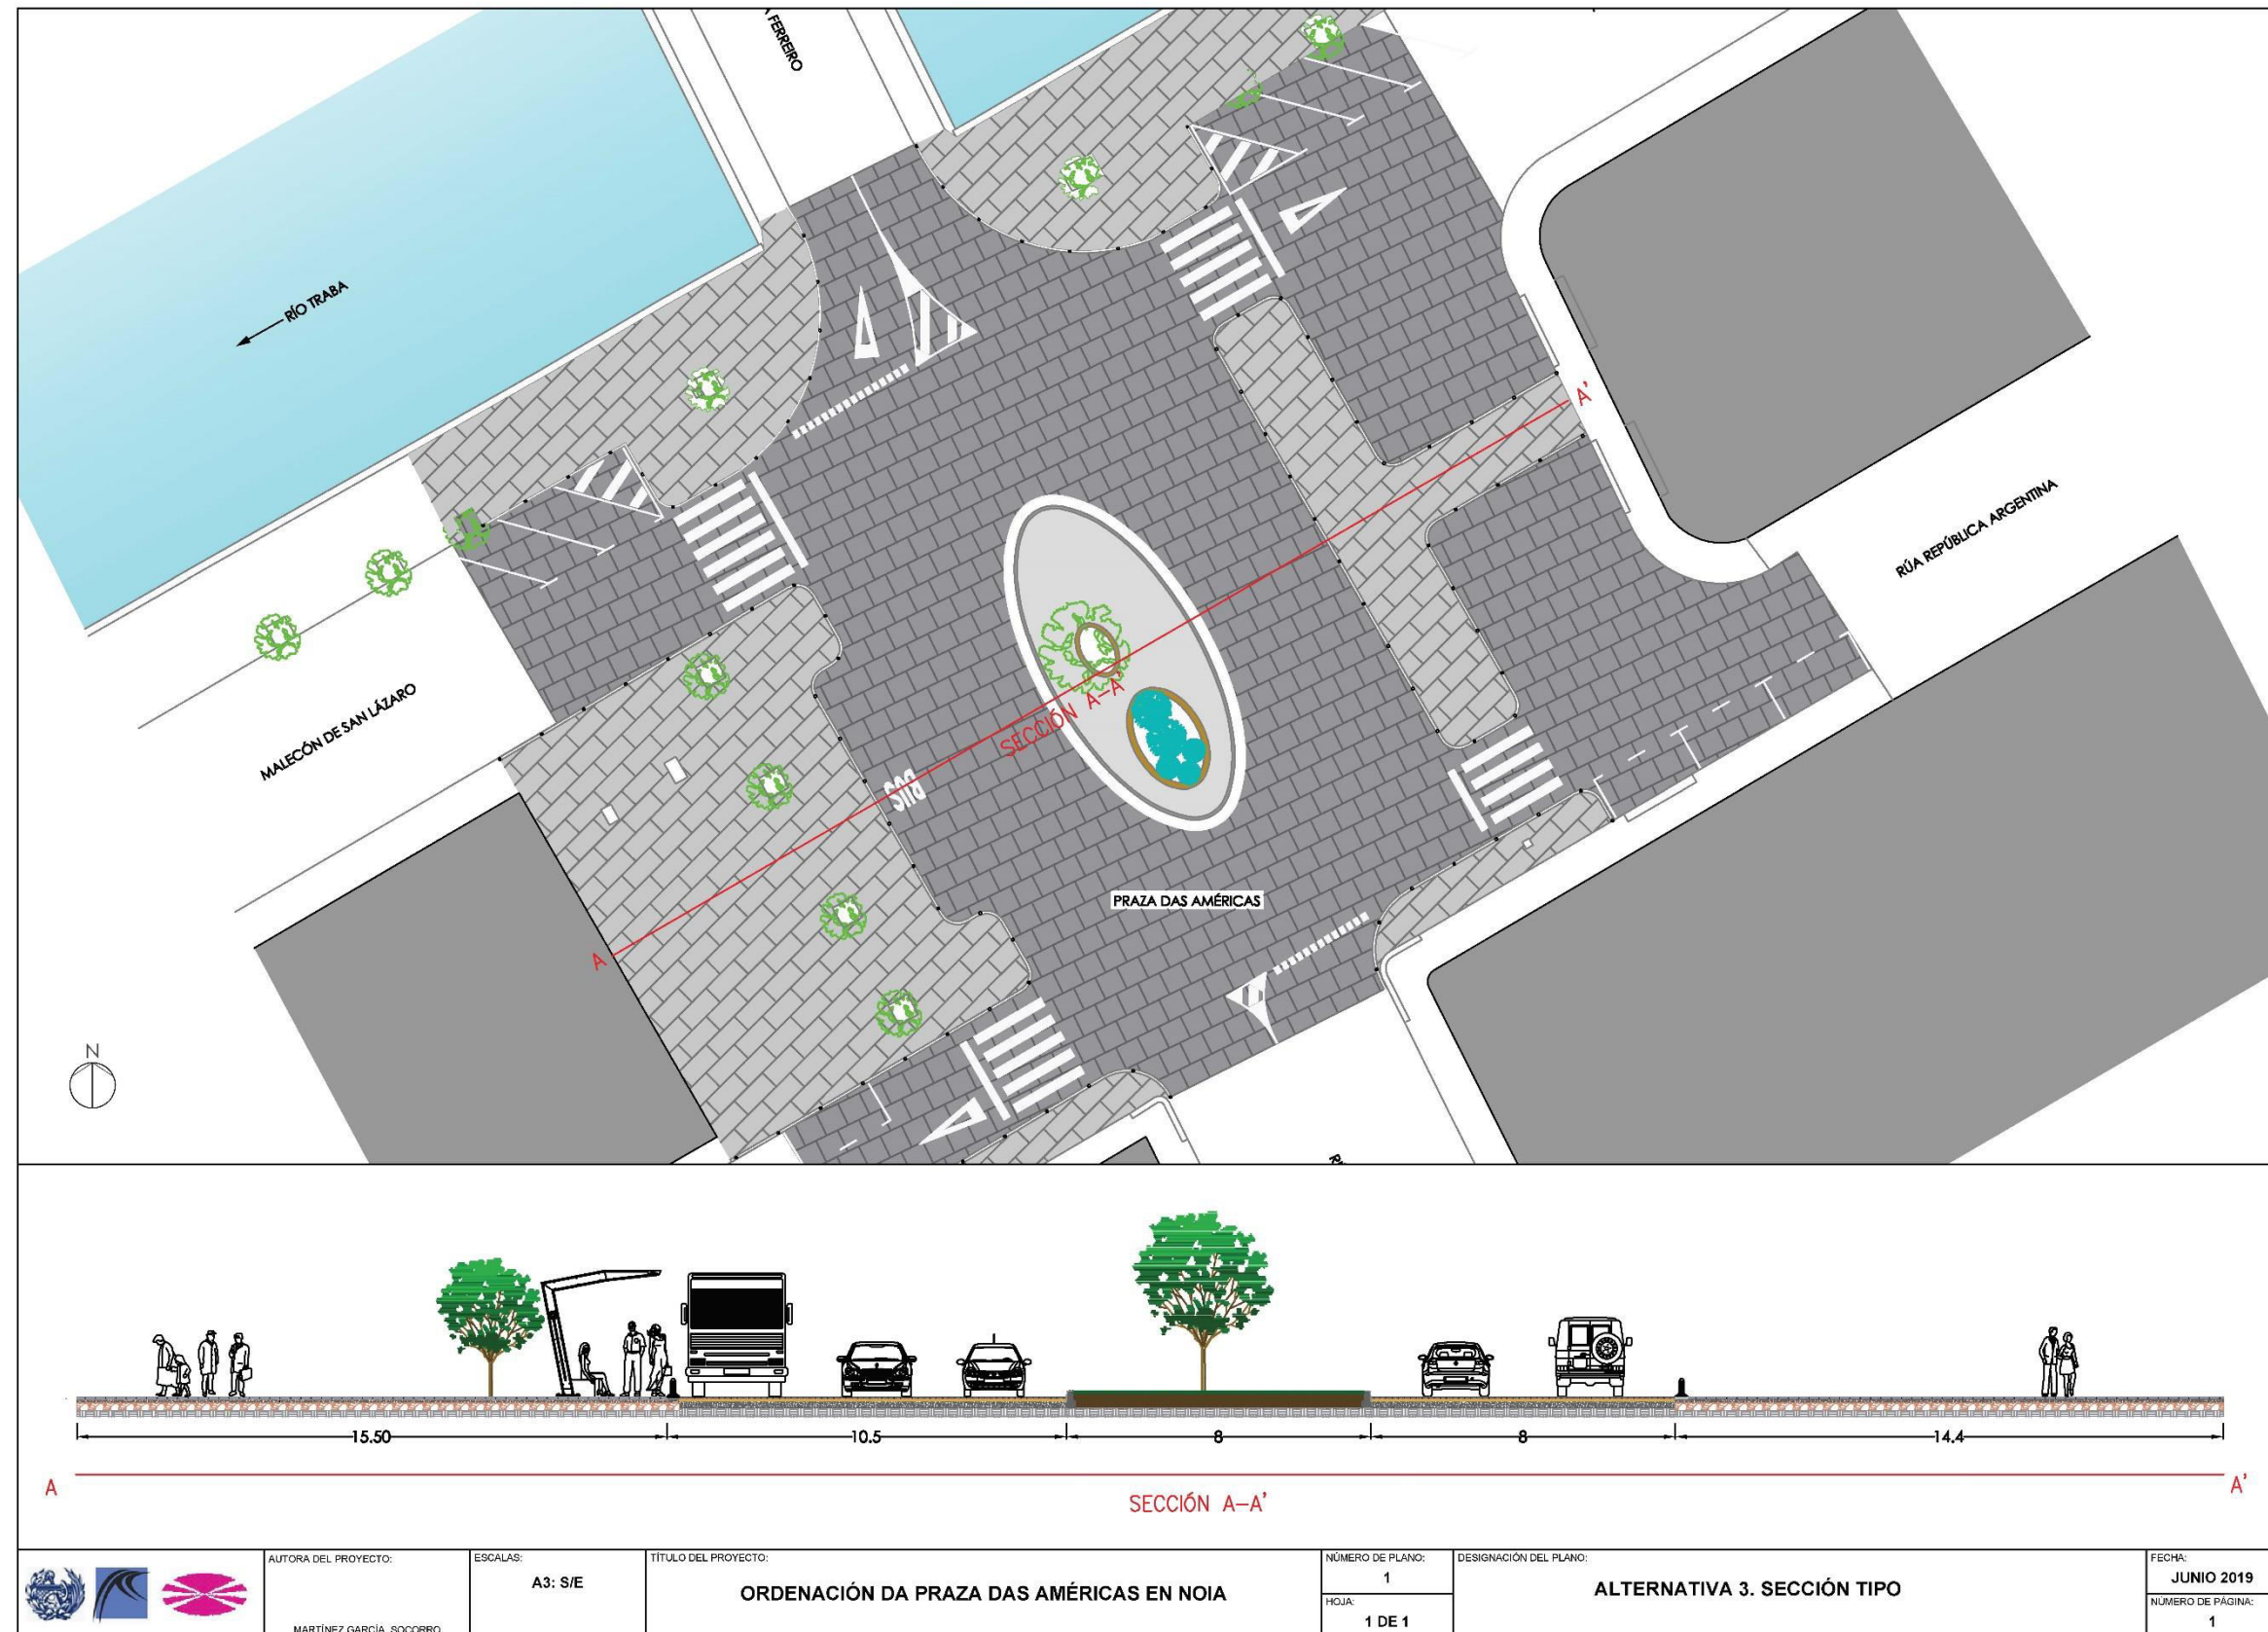 FERREIRO
RÍO TRABA
A'
RÚA REPÚBLICA ARGENTINA
MALECÓN DE SAN LÁZARO
SECCIÓN A-A'
BUS
PRAZA DAS AMÉRICAS
A
N
15.50
10.5
8
8
14.4
A
A'
SECCIÓN A-A'
AUTORA DEL PROYECTO:
MARTÍNEZ GARCÍA, SOCORRO
ESCALAS:
A3: S/E
TÍTULO DEL PROYECTO:
ORDENACIÓN DA PRAZA DAS AMÉRICAS EN NOIA
NÚMERO DE PLANO:
1
HOJA:
1 DE 1
DESIGNACIÓN DEL PLANO:
ALTERNATIVA 3. SECCIÓN TIPO
FECHA:
JUNIO 2019
NÚMERO DE PÁGINA:
1